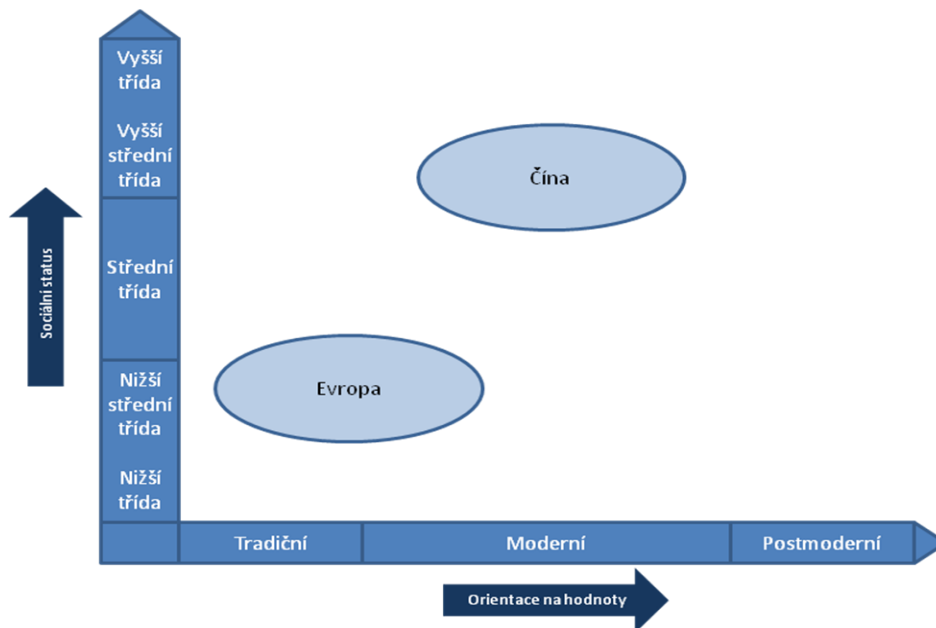 Vyšší
třída
Vyšší
střední
třída
Střední
třída
Nižší
střední
třída
Nižší
třída
Sociálni status
Čína
Evropa
Tradiční
Moderní
Postmoderní
Orientace na hodnoty